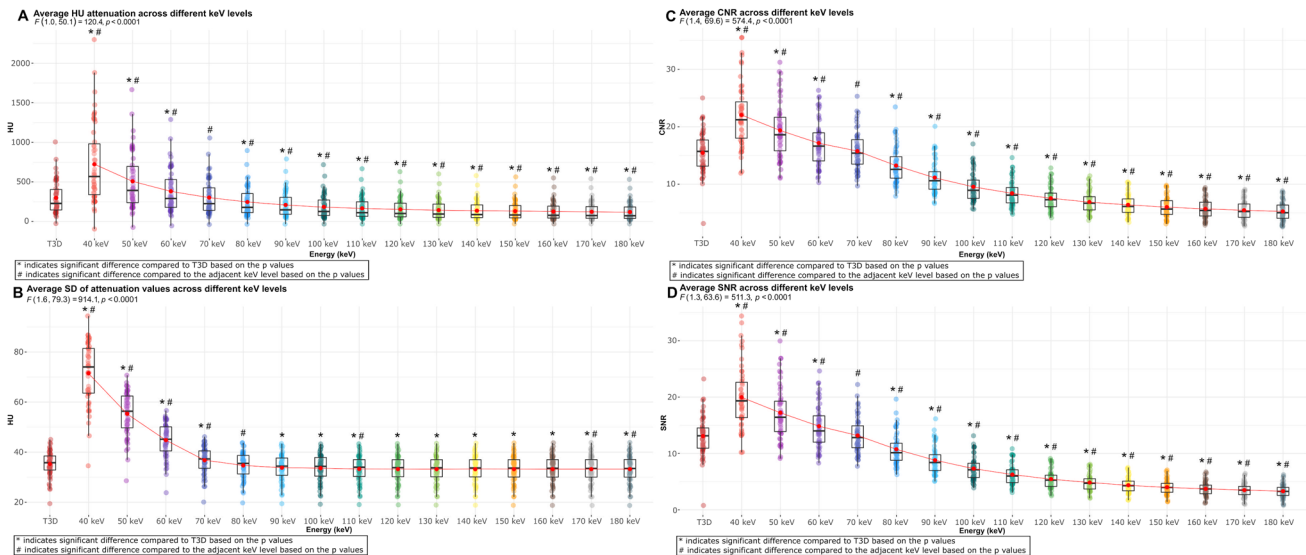 A Average HU attenuation across different keV levels
F (1.0, 50.1) = 120.4, p < 0.0001
HU
2000
1500
1000
500
0
* #
* #
* #
#
* #
* #
* #
* #
* #
* #
* #
* #
* #
* #
* #
T3D 40 keV 50 keV 60 keV 70 keV 80 keV 90 keV 100 keV 110 keV 120 keV 130 keV 140 keV 150 keV 160 keV 170 keV 180 keV
Energy (keV)
* indicates significant difference compared to T3D based on the p values
# indicates significant difference compared to the adjacent keV level based on the p values
B Average SD of attenuation values across different keV levels
F (1.6, 79.3) = 914.1, p < 0.0001
HU
80
60
40
20
* #
* #
* #
* #
#
*
*
* #
*
*
*
*
*
* #
* #
T3D 40 keV 50 keV 60 keV 70 keV 80 keV 90 keV 100 keV 110 keV 120 keV 130 keV 140 keV 150 keV 160 keV 170 keV 180 keV
Energy (keV)
* indicates significant difference compared to T3D based on the p values
# indicates significant difference compared to the adjacent keV level based on the p values
C Average CNR across different keV levels
F (1.4, 69.6) = 574.4, p < 0.0001
CNR
30
20
10
* #
* #
* #
#
* #
* #
* #
* #
* #
* #
* #
* #
* #
* #
* #
T3D 40 keV 50 keV 60 keV 70 keV 80 keV 90 keV 100 keV 110 keV 120 keV 130 keV 140 keV 150 keV 160 keV 170 keV 180 keV
Energy (keV)
* indicates significant difference compared to T3D based on the p values
# indicates significant difference compared to the adjacent keV level based on the p values
D Average SNR across different keV levels
F (1.3, 63.6) = 511.3, p < 0.0001
SNR
30
20
10
0
* #
* #
* #
#
* #
* #
* #
* #
* #
* #
* #
* #
* #
* #
* #
T3D 40 keV 50 keV 60 keV 70 keV 80 keV 90 keV 100 keV 110 keV 120 keV 130 keV 140 keV 150 keV 160 keV 170 keV 180 keV
Energy (keV)
* indicates significant difference compared to T3D based on the p values
# indicates significant difference compared to the adjacent keV level based on the p values